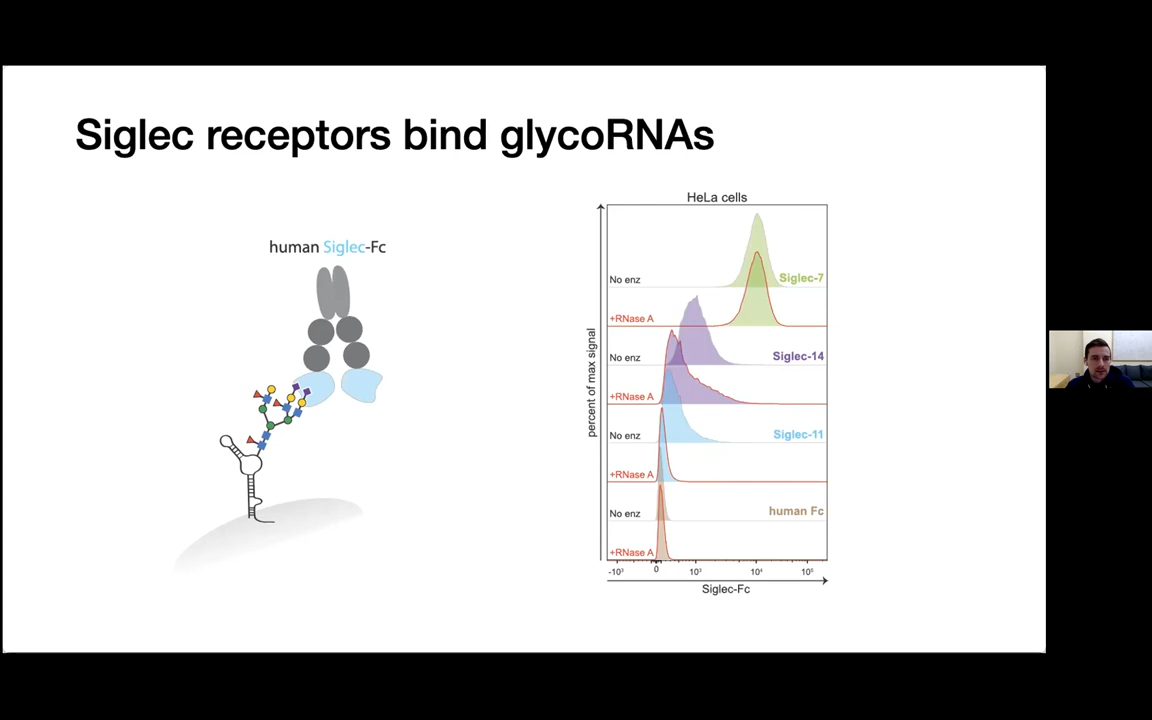 Siglec receptors bind glycoRNAs
human Siglec-Fc
HeLa cells
percent of max signal
No enz
Siglec-7
+RNase A
No enz
Siglec-14
+RNase A
No enz
Siglec-11
+RNase A
No enz
human Fc
+RNase A
-10³ 0 10³ 10⁴ 10⁵
Siglec-Fc